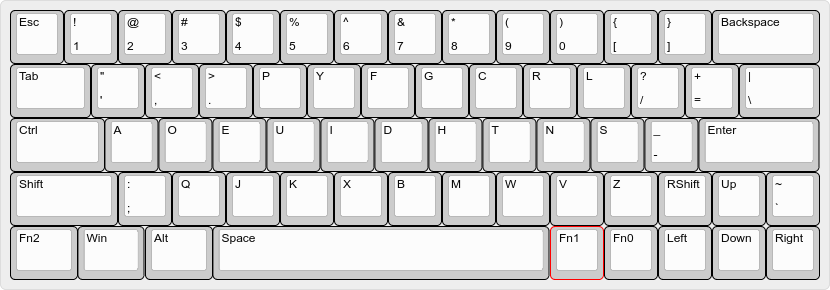 Esc ! @ # $ % ^ & * ( ) { } Backspace
1 2 3 4 5 6 7 8 9 0 [ ]
Tab " < > P Y F G C R L ? + |
' , . / = \
Ctrl A O E U I D H T N S _ Enter
-
Shift : Q J K X B M W V Z RShift Up ~
; `
Fn2 Win Alt Space Fn1 Fn0 Left Down Right